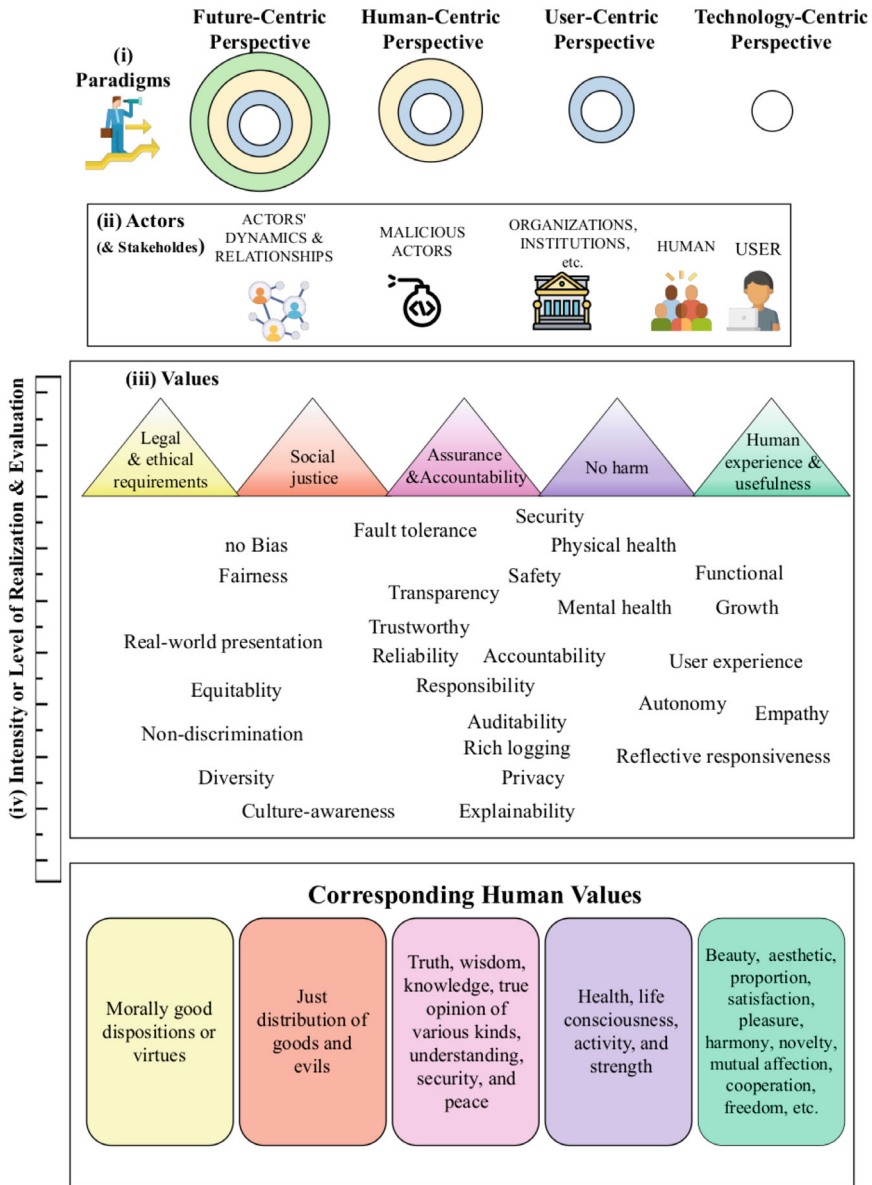 Future-Centric
Perspective
Human-Centric
Perspective
User-Centric
Perspective
Technology-Centric
Perspective
(i)
Paradigms
(ii) Actors
(& Stakeholdes)
ACTORS'
DYNAMICS &
RELATIONSHIPS
MALICIOUS
ACTORS
ORGANIZATIONS,
INSTITUTIONS,
etc.
HUMAN
USER
(iv) Intensity or Level of Realization & Evaluation
(iii) Values
Legal
& ethical
requirements
Social
justice
Assurance
&Accountability
No harm
Human
experience &
usefulness
Security
Fault tolerance
no Bias
Physical health
Fairness
Safety
Functional
Transparency
Mental health
Growth
Trustworthy
Real-world presentation
Reliability
Accountability
User experience
Responsibility
Equitablity
Autonomy
Empathy
Auditability
Non-discrimination
Rich logging
Reflective responsiveness
Diversity
Privacy
Culture-awareness
Explainability
Corresponding Human Values
Morally good
dispositions or
virtues
Just
distribution of
goods and
evils
Truth, wisdom,
knowledge, true
opinion of
various kinds,
understanding,
security, and
peace
Health, life
consciousness,
activity, and
strength
Beauty, aesthetic,
proportion,
satisfaction,
pleasure,
harmony, novelty,
mutual affection,
cooperation,
freedom, etc.